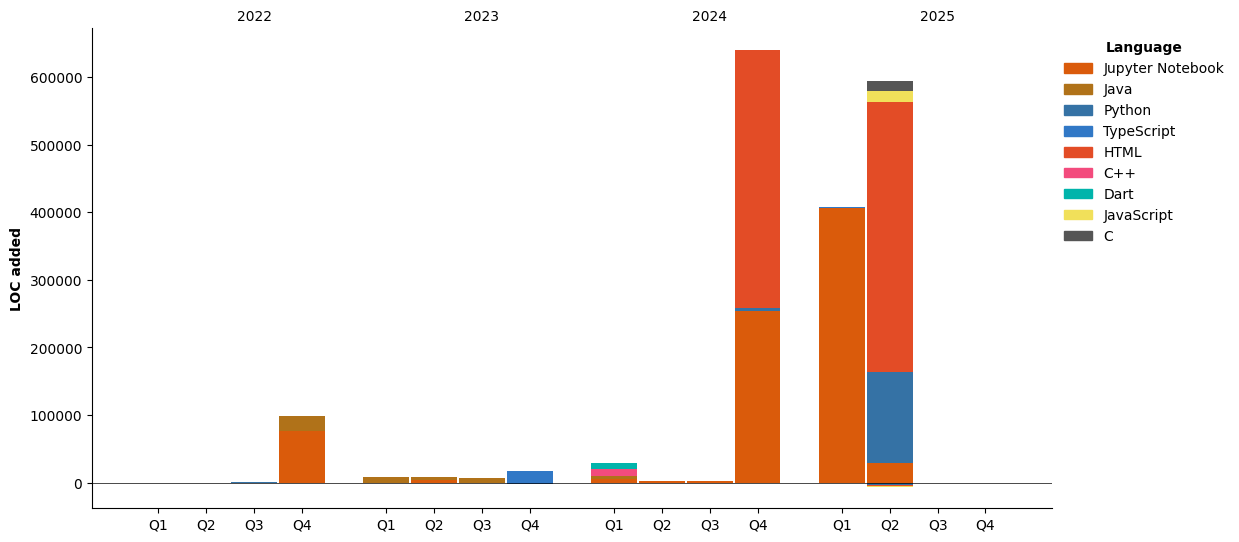 2022 2023 2024 2025
Language
Jupyter Notebook
Java
Python
TypeScript
HTML
C++
Dart
JavaScript
C
LOC added
600000
500000
400000
300000
200000
100000
0
Q1 Q2 Q3 Q4 Q1 Q2 Q3 Q4 Q1 Q2 Q3 Q4 Q1 Q2 Q3 Q4